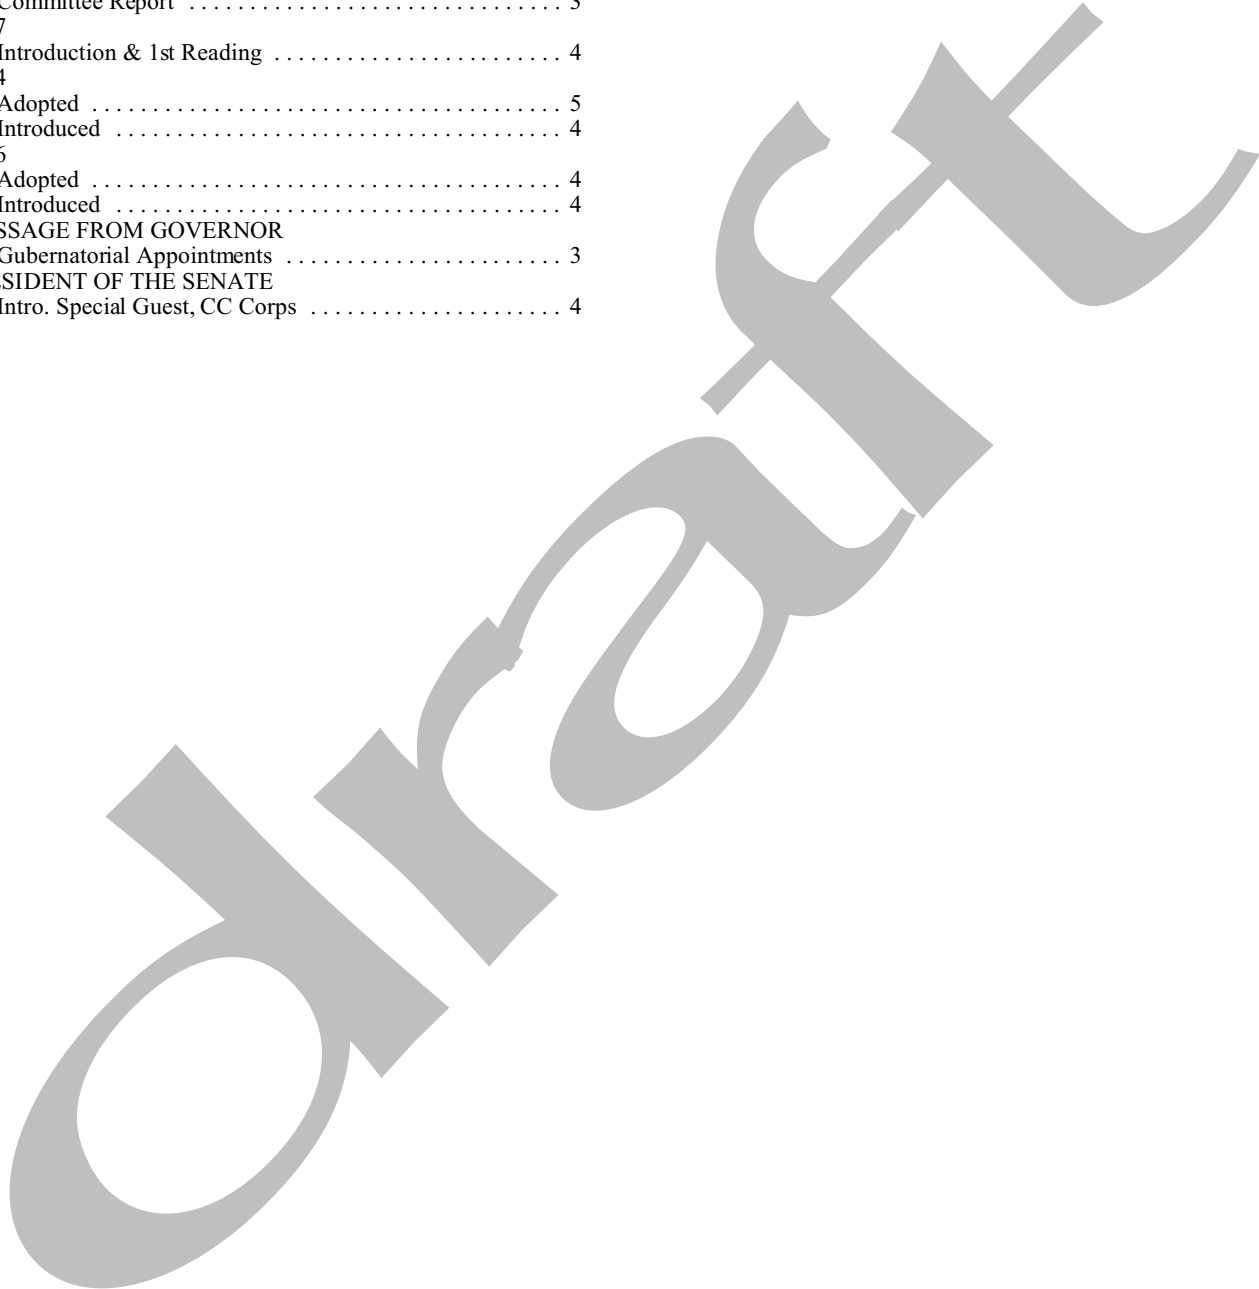 Committee Report . . . . . . . . . . . . . . . . . . . . . . . . . . . . . . . 3
7
Introduction & 1st Reading . . . . . . . . . . . . . . . . . . . . . . . . 4
4
Adopted . . . . . . . . . . . . . . . . . . . . . . . . . . . . . . . . . . . . . . . 5
Introduced . . . . . . . . . . . . . . . . . . . . . . . . . . . . . . . . . . . . . 4
6
Adopted . . . . . . . . . . . . . . . . . . . . . . . . . . . . . . . . . . . . . . . 4
Introduced . . . . . . . . . . . . . . . . . . . . . . . . . . . . . . . . . . . . . 4
SSAGE FROM GOVERNOR
Gubernatorial Appointments . . . . . . . . . . . . . . . . . . . . . . . 3
SIDENT OF THE SENATE
Intro. Special Guest, CC Corps . . . . . . . . . . . . . . . . . . . . . 4
draft